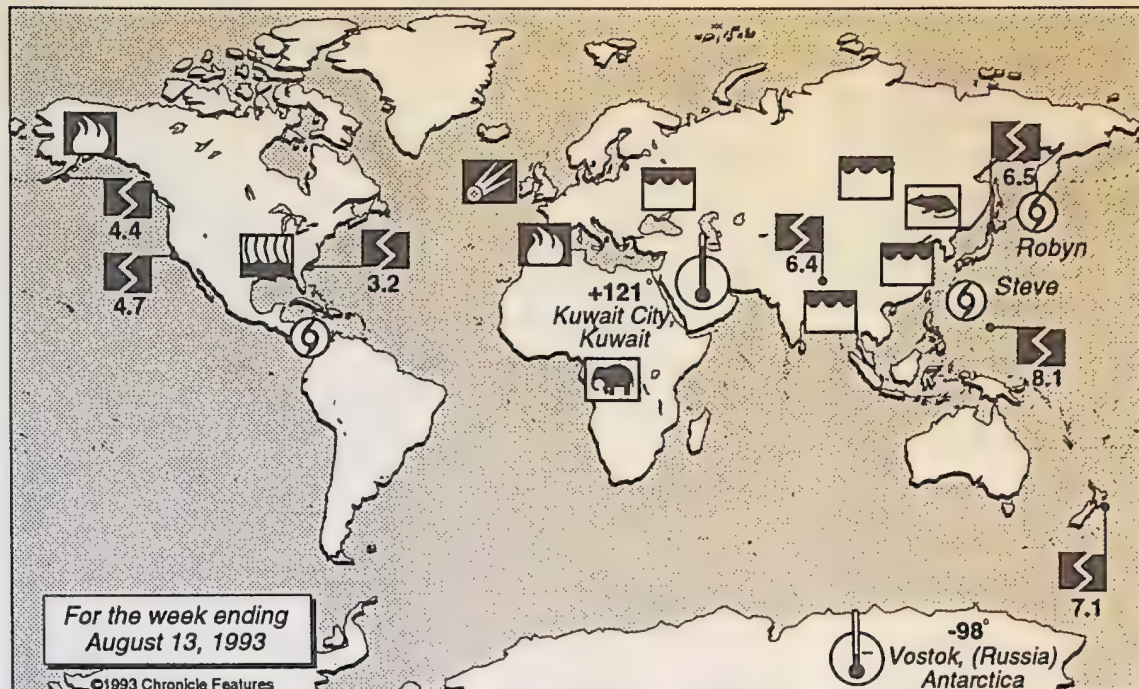 6.5
Robyn
4.4
6.4
4.7
3.2
Steve
+121°
Kuwait City,
Kuwait
8.1
7.1
For the week ending
August 13, 1993
-98°
Vostok, (Russia)
Antarctica
©1993 Chronicle Features